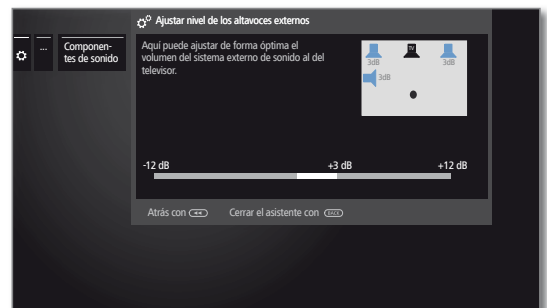 Ajustar nivel de los altavoces externos
...
Componen-
tes de sonido
Aquí puede ajustar de forma óptima el
volumen del sistema externo de sonido al del
televisor.
TV
3dB
3dB
3dB
-12 dB
+3 dB
+12 dB
Atrás con
Cerrar el asistente con BACK